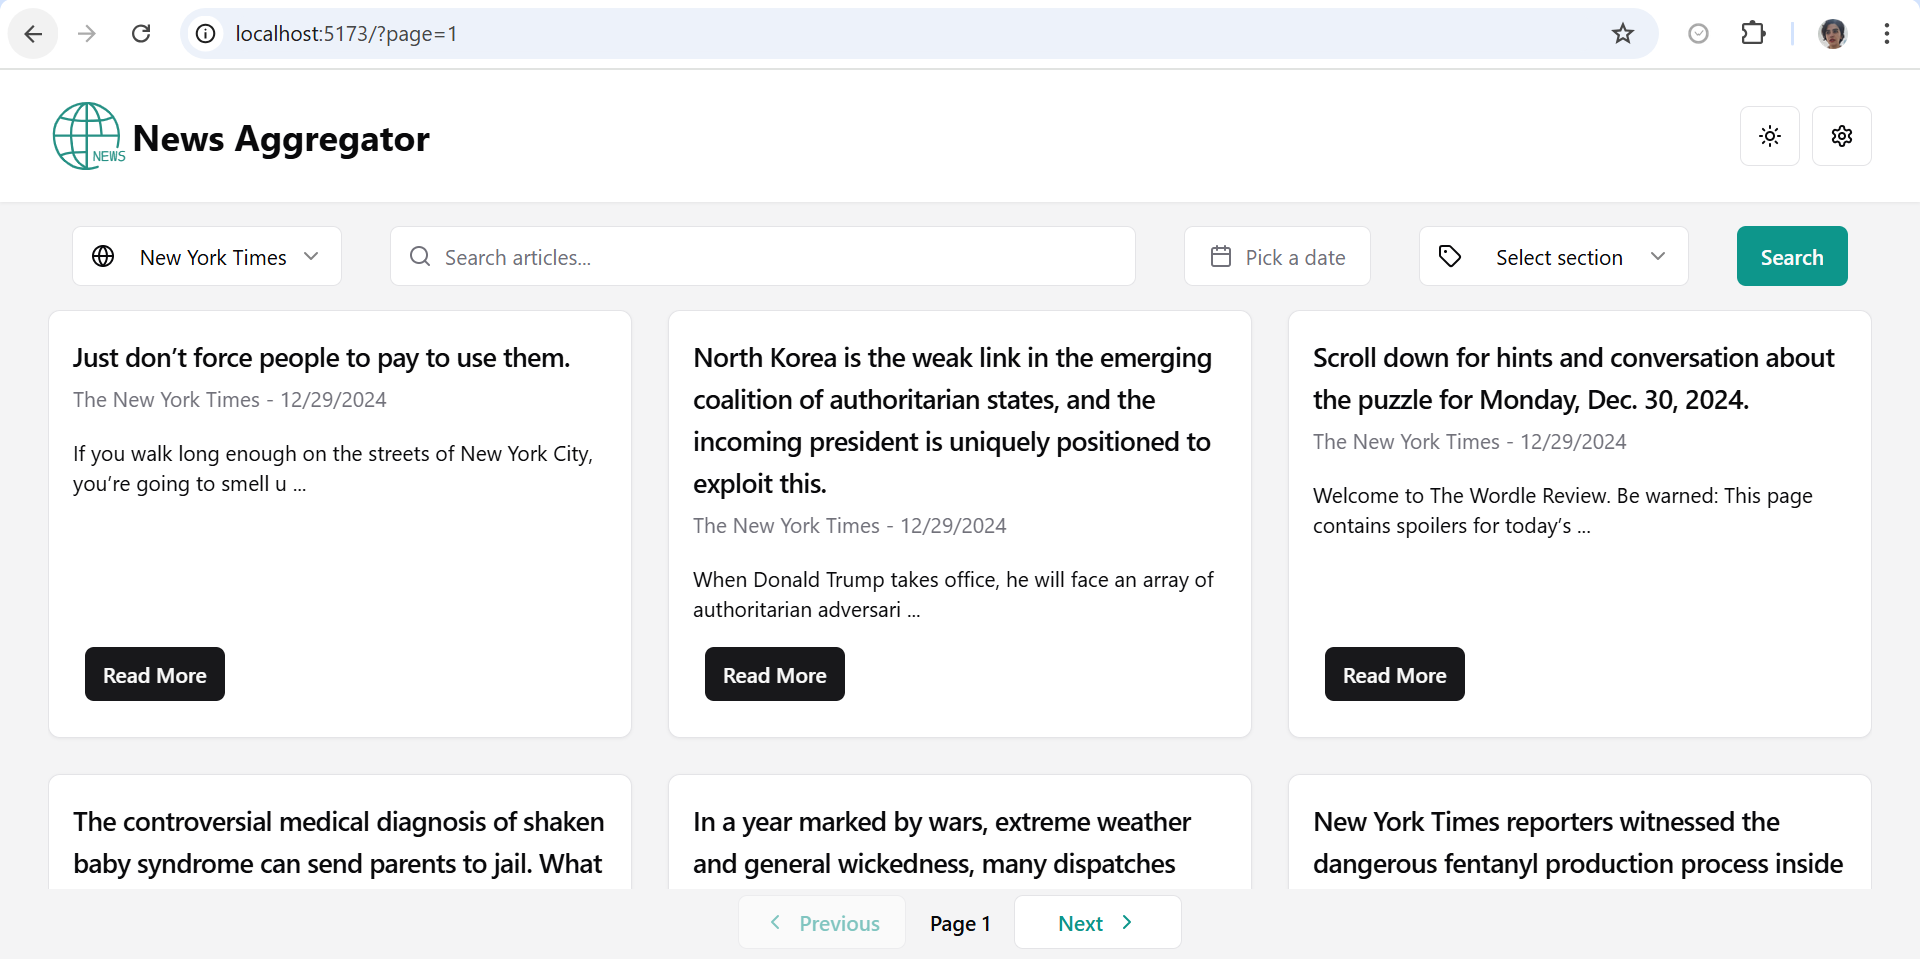 localhost:5173/?page=1
NEWS
News Aggregator
New York Times
Search articles...
Pick a date
Select section
Search
Just don’t force people to pay to use them.
The New York Times - 12/29/2024
If you walk long enough on the streets of New York City,
you’re going to smell u ...
Read More
North Korea is the weak link in the emerging
coalition of authoritarian states, and the
incoming president is uniquely positioned to
exploit this.
The New York Times - 12/29/2024
When Donald Trump takes office, he will face an array of
authoritarian adversari ...
Read More
Scroll down for hints and conversation about
the puzzle for Monday, Dec. 30, 2024.
The New York Times - 12/29/2024
Welcome to The Wordle Review. Be warned: This page
contains spoilers for today’s ...
Read More
The controversial medical diagnosis of shaken
baby syndrome can send parents to jail. What
In a year marked by wars, extreme weather
and general wickedness, many dispatches
New York Times reporters witnessed the
dangerous fentanyl production process inside
Previous
Page 1
Next